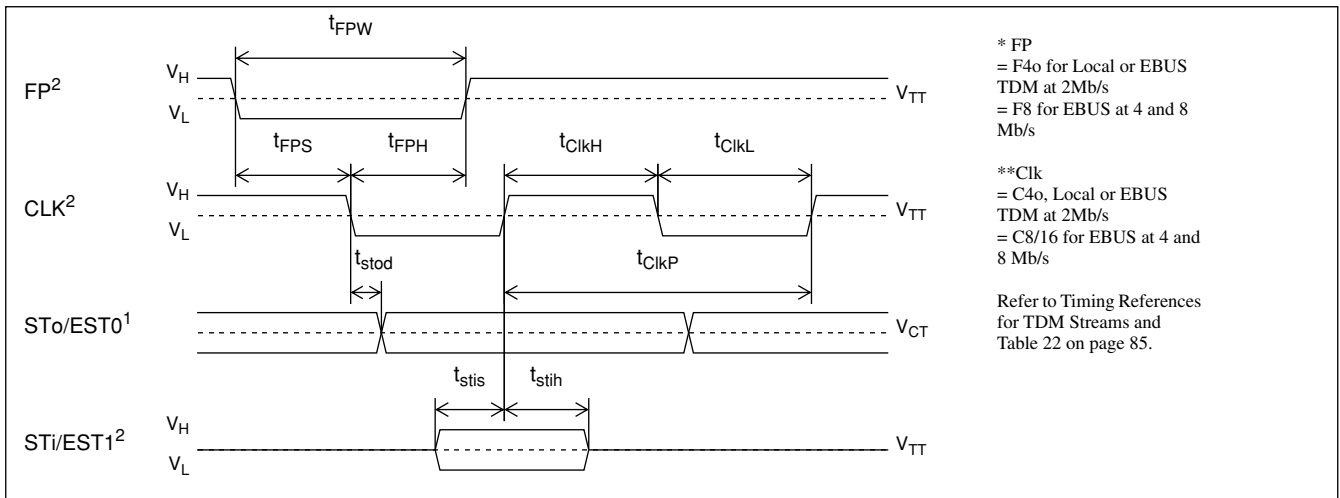 tFPW
* FP
= F4o for Local or EBUS
TDM at 2Mb/s
= F8 for EBUS at 4 and 8
Mb/s
FP2
VH
VL
VTT
tFPS
tFPH
tClkH
tClkL
**Clk
= C4o, Local or EBUS
TDM at 2Mb/s
= C8/16 for EBUS at 4 and
8 Mb/s
CLK2
VH
VL
VTT
tstod
tClkP
STo/EST01
VCT
Refer to Timing References
for TDM Streams and
Table 22 on page 85.
tstis
tstih
STi/EST12
VH
VL
VTT